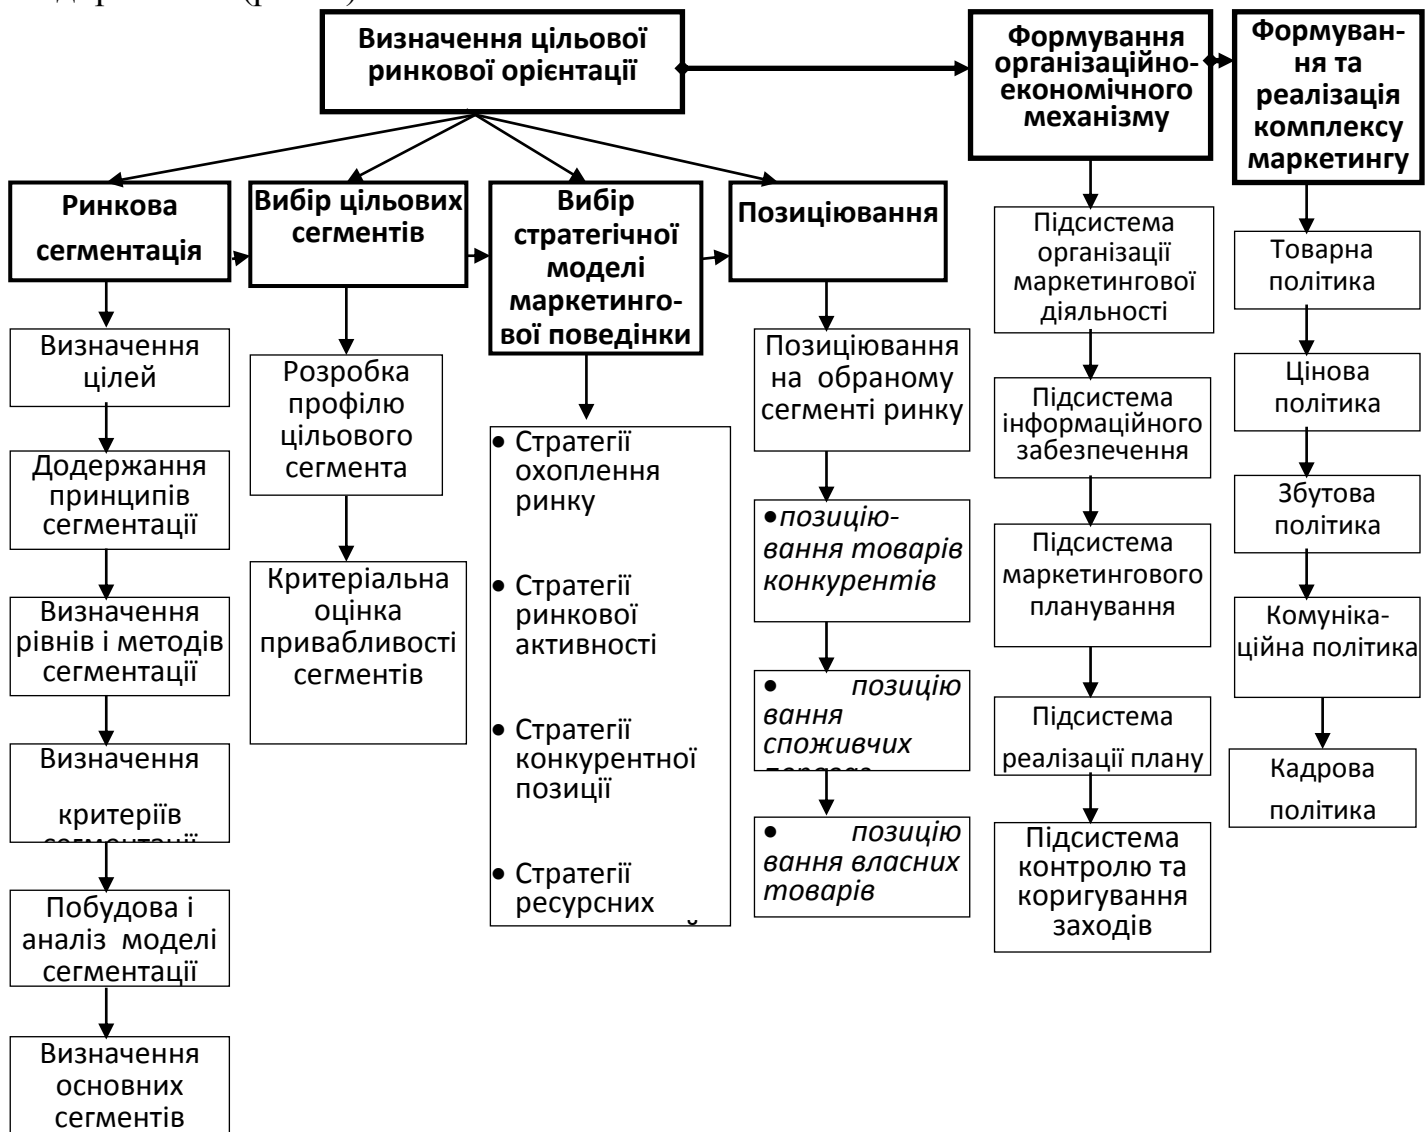 Визначення цільової
ринкової орієнтації
Формування
організаційно-
економічного
механізму
Формуван-
ня та
реалізація
комплексу
маркетингу
Ринкова
сегментація
Вибір цільових
сегментів
Вибір
стратегічної
моделі
маркетинго-
вої поведінки
Позиціювання
Визначення
цілей
Додержання
принципів
сегментації
Визначення
рівнів і методів
сегментації
Визначення
критеріїв
сегментації
Побудова і
аналіз моделі
сегментації
Визначення
основних
сегментів
Розробка
профілю
цільового
сегмента
Критеріальна
оцінка
привабливості
сегментів
• Стратегії
охоплення
ринку
• Стратегії
ринкової
активності
• Стратегії
конкурентної
позиції
• Стратегії
ресурсних
Позиціювання
на обраному
сегменті ринку
•позицію-
вання товарів
конкурентів
• позицію
вання
споживчих
• позицію
вання власних
товарів
Підсистема
організації
маркетингової
діяльності
Підсистема
інформаційного
забезпечення
Підсистема
маркетингового
планування
Підсистема
реалізації плану
Підсистема
контролю та
коригування
заходів
Товарна
політика
Цінова
політика
Збутова
політика
Комуніка-
ційна політика
Кадрова
політика